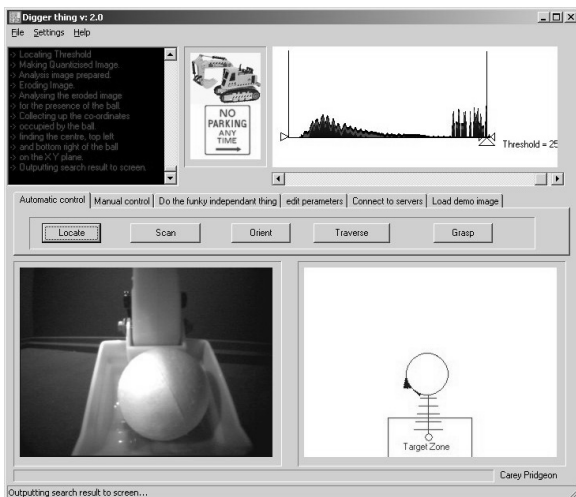 Digger thing v: 2.0
File Settings Help
-> Locating Threshold
-> Making Quantizised Image.
-> Analysis image prepared.
-> Eroding Image.
-> Analysing the eroded image.
-> for the presence of the ball.
-> Collecting up the co-ordinates
-> occupied by the ball.
-> finding the centre, top left
-> and bottom right of the ball
-> on the X Y plane.
-> Outputting search result to screen.
NO
PARKING
ANY
TIME
Threshold = 25
Automatic control Manual control Do the funky independant thing edit perameters Connect to servers Load demo image
Locate Scan Orient Traverse Grasp
Target Zone
Carey Pridgeon
Outputting search result to screen...